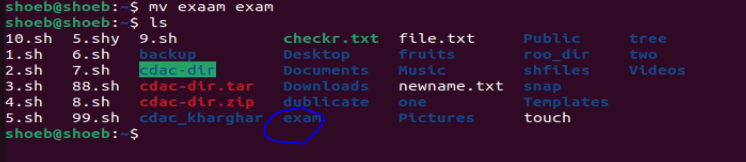 shoeb@shoeb:~$ mv exaam exam
shoeb@shoeb:~$ ls
10.sh 5.shy 9.sh checkr.txt file.txt Public tree
1.sh 6.sh backup Desktop fruits roo_dir two
2.sh 7.sh cdac-dir Documents Music shfiles Videos
3.sh 88.sh cdac-dir.tar Downloads newname.txt snap
4.sh 8.sh cdac-dir.zip dublicate one Templates
5.sh 99.sh cdac_kharghar exam Pictures touch
shoeb@shoeb:~$